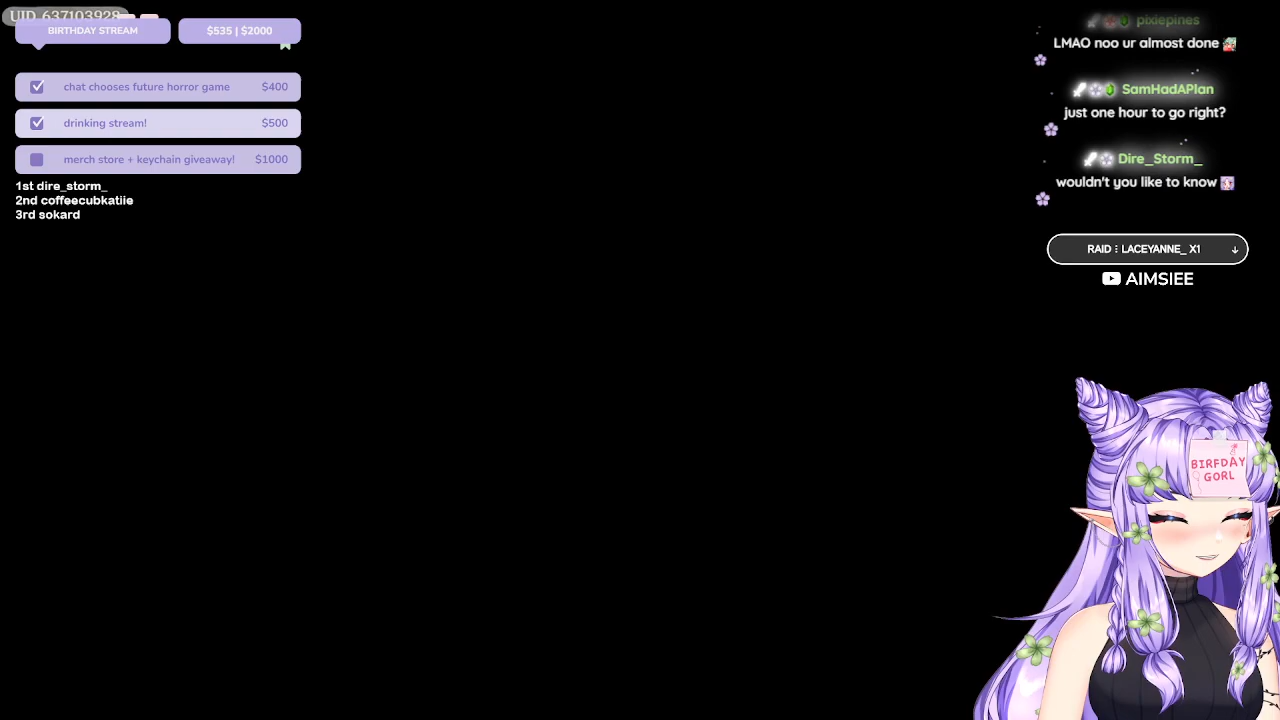 UID 637103928
BIRTHDAY STREAM
$535 | $2000
chat chooses future horror game $400
drinking stream! $500
merch store + keychain giveaway! $1000
1st dire_storm_
2nd coffeecubkatiie
3rd sokard
pixiepines
LMAO noo ur almost done
SamHadAPlan
just one hour to go right?
Dire_Storm_
wouldn't you like to know
RAID : LACEYANNE_ X1
AIMSIEE
BIRFDAY
GORL